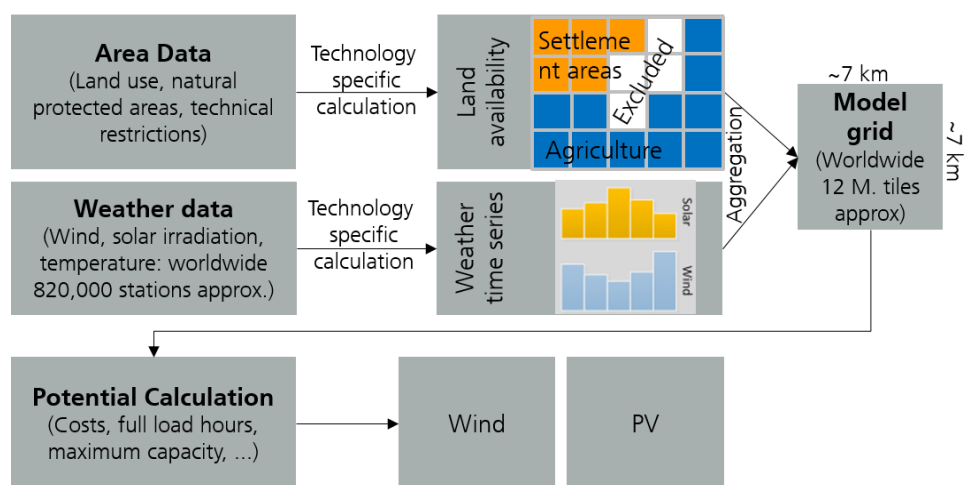 Area Data
(Land use, natural
protected areas, technical
restrictions)
Technology
specific
calculation
Land
availability
Settleme
nt areas
Excluded
Agriculture
Aggregation
~7 km
Model
grid
(Worldwide
12 M. tiles
approx)
~7 km
Weather data
(Wind, solar irradiation,
temperature: worldwide
820,000 stations approx.)
Technology
specific
calculation
Weather
time series
Solar
Wind
Potential Calculation
(Costs, full load hours,
maximum capacity, ...)
Wind
PV